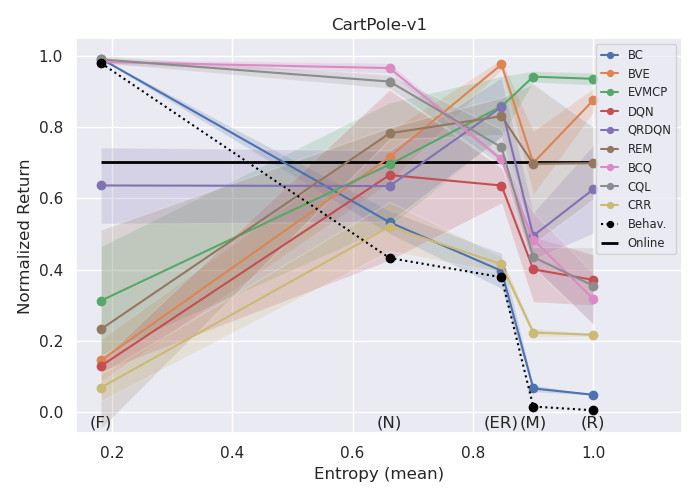 CartPole-v1
Normalized Return
1.0
0.8
0.6
0.4
0.2
0.0
BC
BVE
EVMCP
DQN
QRDQN
REM
BCQ
CQL
CRR
Behav.
Online
(F)
(N)
(ER)
(M)
(R)
0.2
0.4
0.6
0.8
1.0
Entropy (mean)